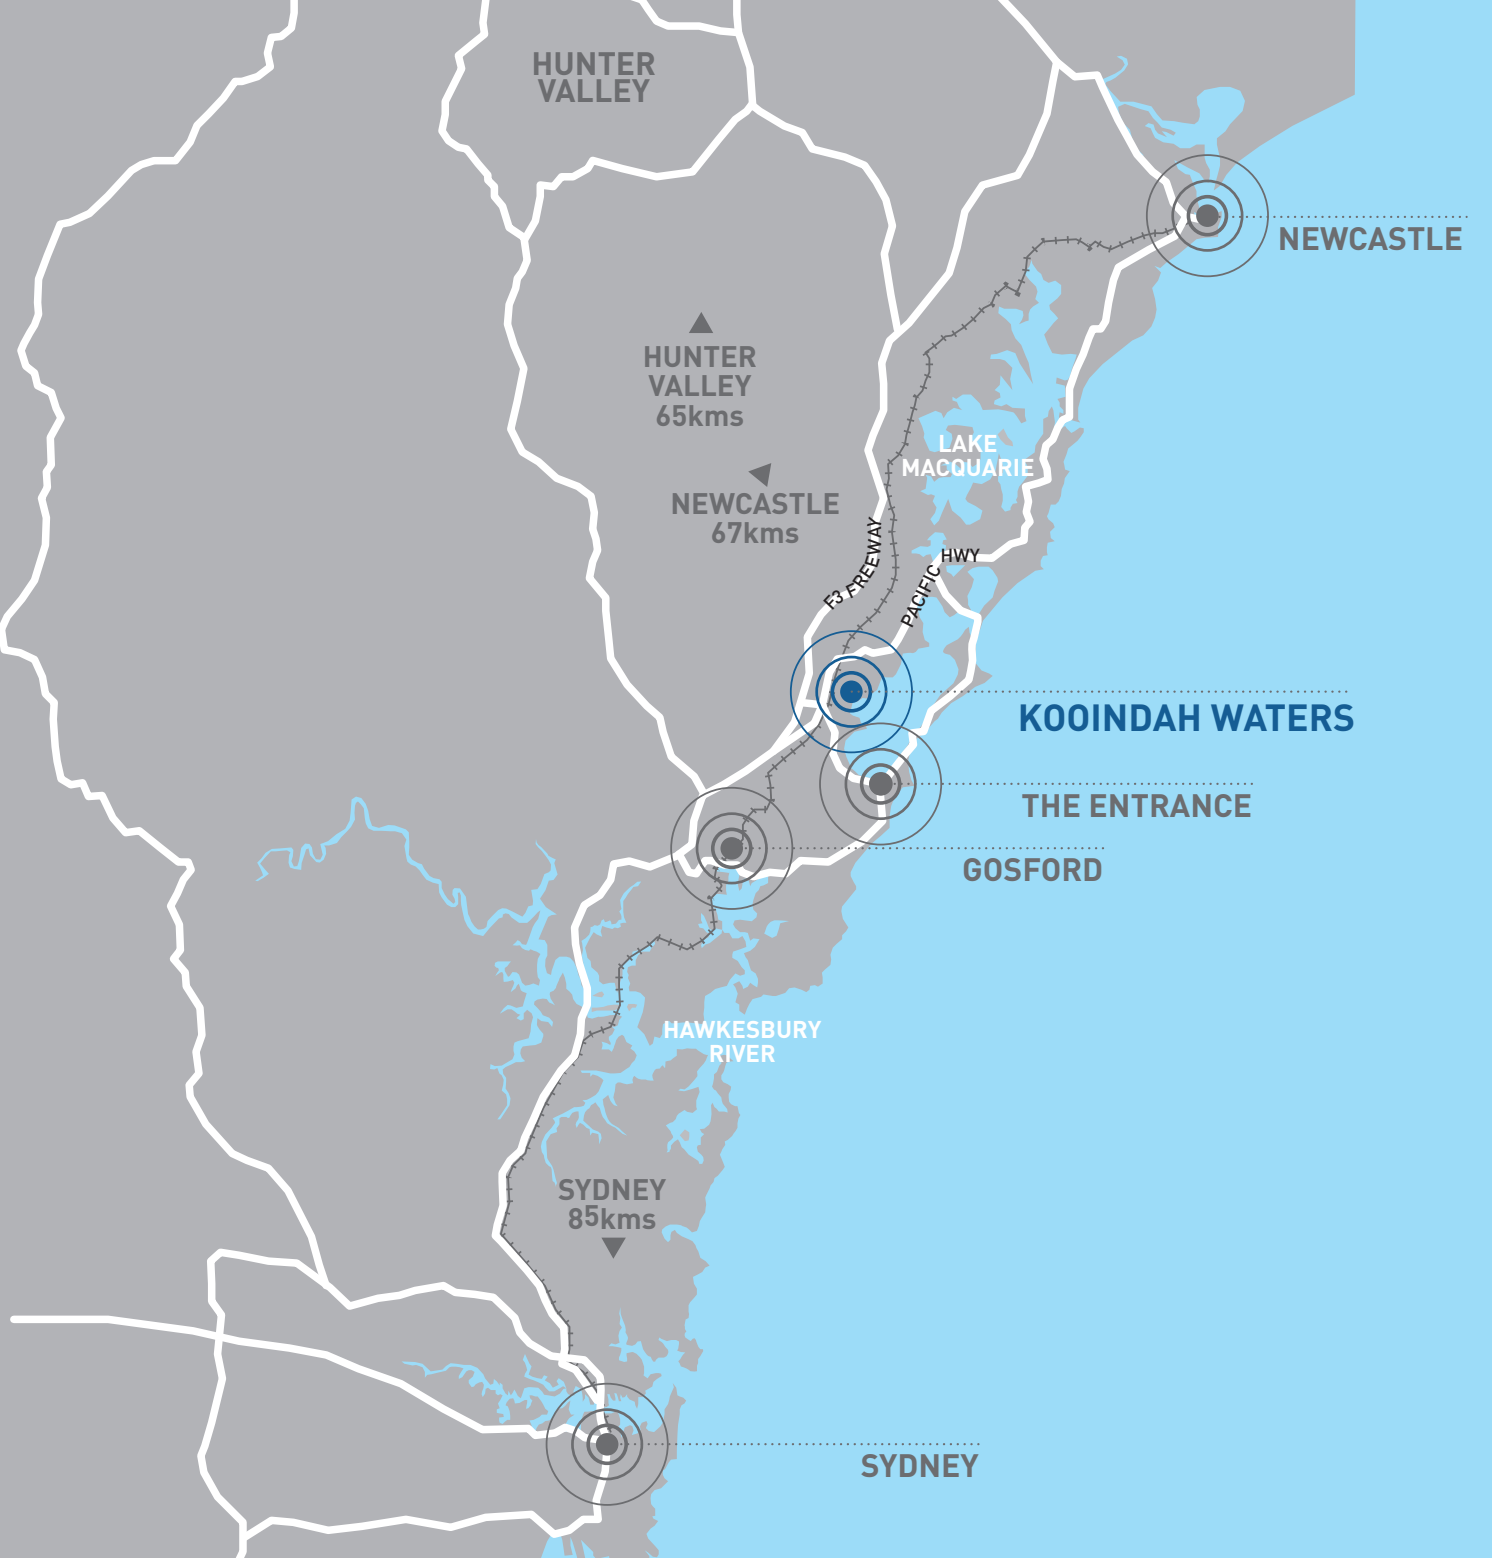 HUNTER
VALLEY
NEWCASTLE
HUNTER
VALLEY
65kms
LAKE
MACQUARIE
NEWCASTLE
67kms
F3 FREEWAY
PACIFIC HWY
KOOINDAH WATERS
THE ENTRANCE
GOSFORD
HAWKESBURY
RIVER
SYDNEY
85kms
SYDNEY